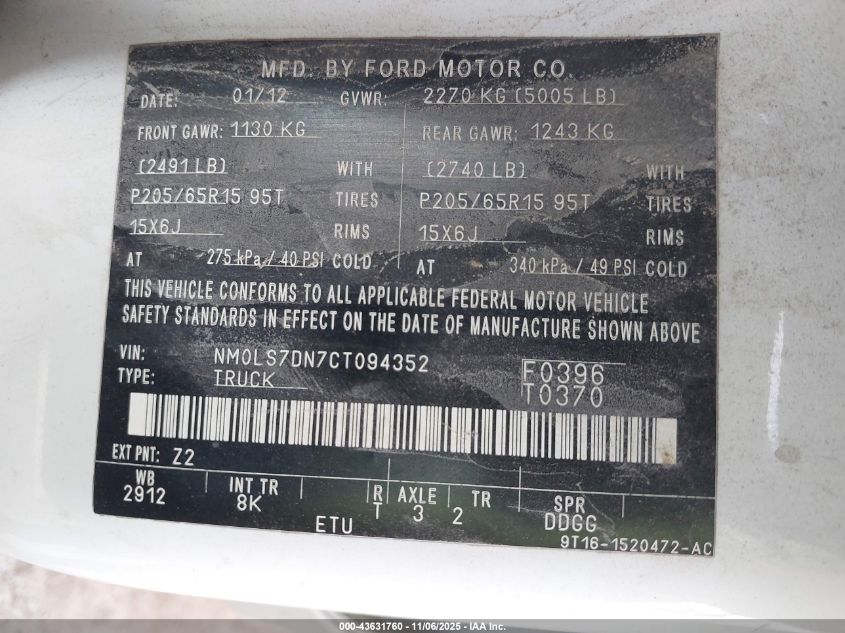 MFD. BY FORD MOTOR CO.
DATE: 01/12 GVWR: 2270 KG (5005 LB)
FRONT GAWR: 1130 KG REAR GAWR: 1243 KG
(2491 LB) WITH (2740 LB) WITH
P205/65R15 95T TIRES P205/65R15 95T TIRES
15X6J RIMS 15X6J RIMS
AT 275 kPa / 40 PSI COLD AT 340 kPa / 49 PSI COLD
THIS VEHICLE CONFORMS TO ALL APPLICABLE FEDERAL MOTOR VEHICLE
SAFETY STANDARDS IN EFFECT ON THE DATE OF MANUFACTURE SHOWN ABOVE
VIN: NM0LS7DN7CT094352 F0396
TYPE: TRUCK T0370
EXT PNT: Z2
WB INT TR R AXLE TR SPR
2912 8K T 3 2 DDGG
ETU 9T16-1520472-AC
000-43631760 - 11/06/2025 - IAA Inc.